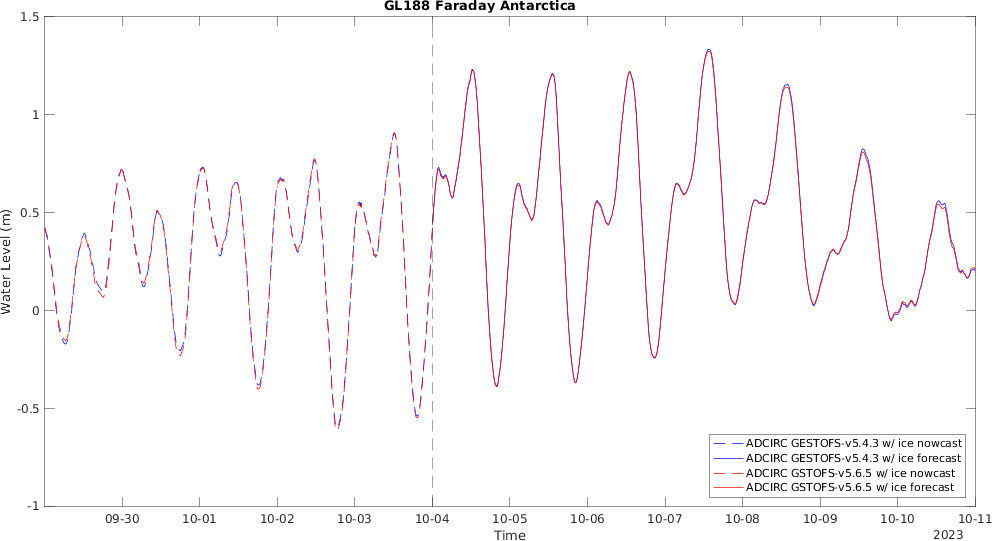 GL188 Faraday Antarctica
1.5
1
0.5
0
-0.5
-1
Water Level (m)
09-30 10-01 10-02 10-03 10-04 10-05 10-06 10-07 10-08 10-09 10-10 10-11
Time
2023
ADCIRC GESTOFS-v5.4.3 w/ ice nowcast
ADCIRC GESTOFS-v5.4.3 w/ ice forecast
ADCIRC GSTOFS-v5.6.5 w/ ice nowcast
ADCIRC GSTOFS-v5.6.5 w/ ice forecast